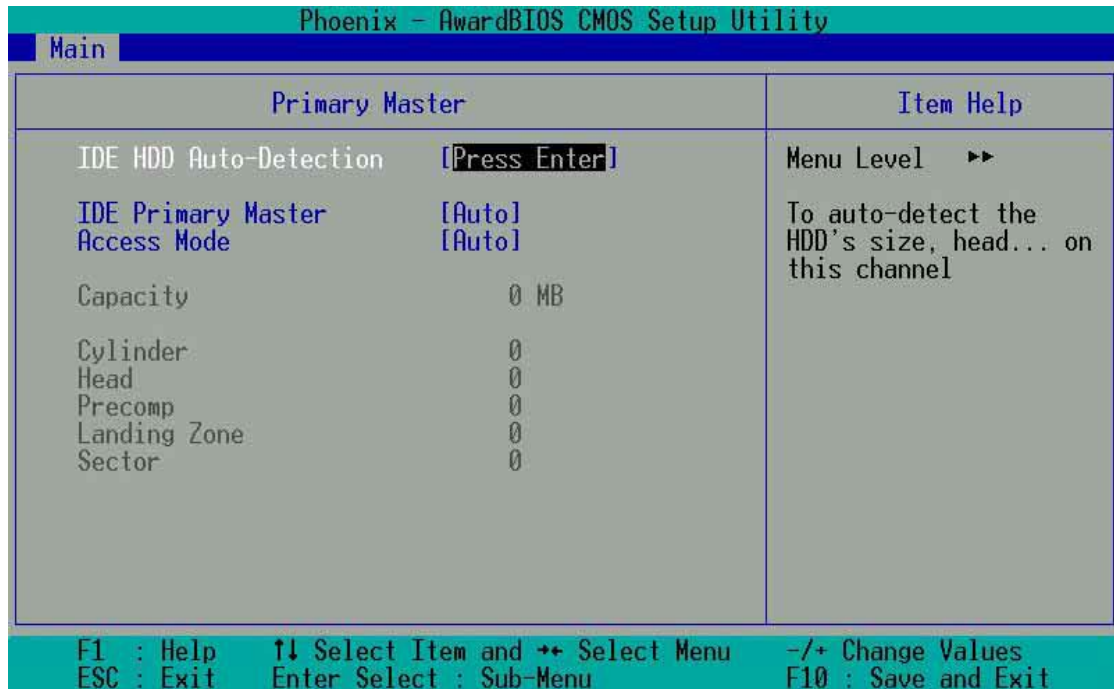 Phoenix - AwardBIOS CMOS Setup Utility
Main
Primary Master
Item Help
IDE HDD Auto-Detection [Press Enter]
IDE Primary Master [Auto]
Access Mode [Auto]
Capacity 0 MB
Cylinder 0
Head 0
Precomp 0
Landing Zone 0
Sector 0
Menu Level ►►
To auto-detect the
HDD's size, head... on
this channel
F1 : Help ↑↓ Select Item and →← Select Menu -/+ Change Values
ESC : Exit Enter Select : Sub-Menu F10 : Save and Exit